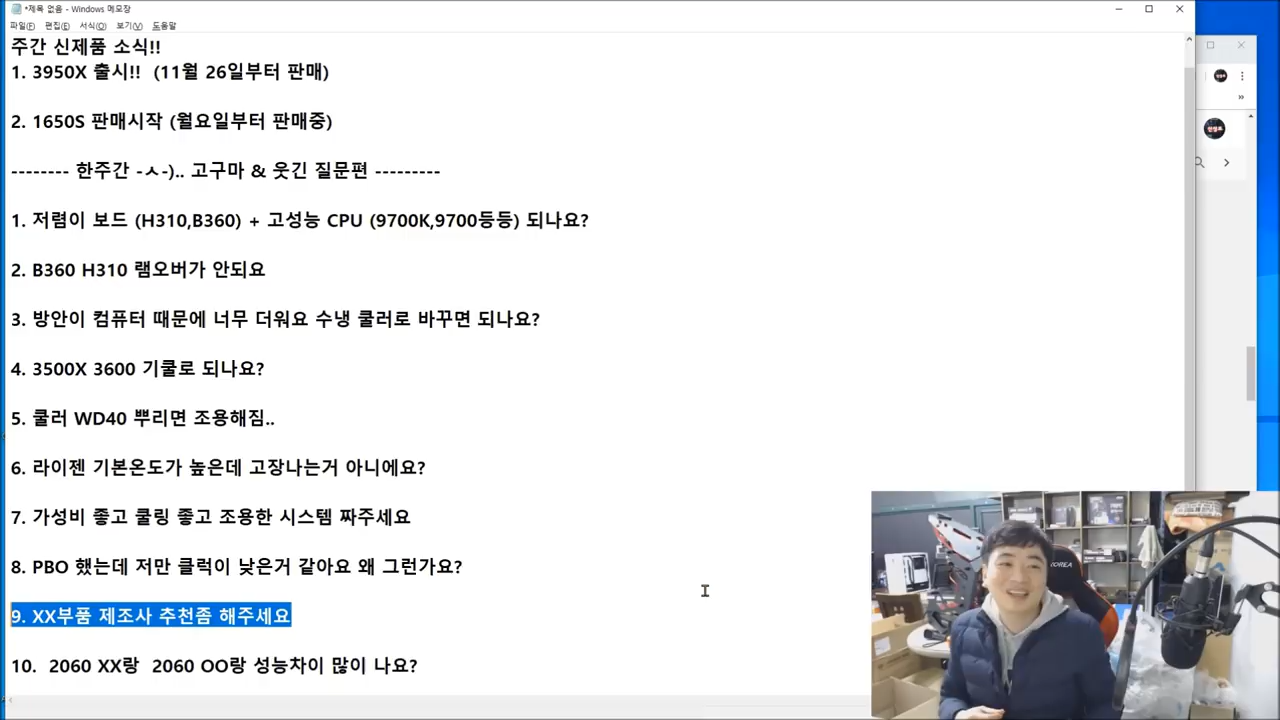 *제목 없음 - Windows 메모장
파일(F) 편집(E) 서식(O) 보기(V) 도움말
주간 신제품 소식!!
1. 3950X 출시!! (11월 26일부터 판매)
2. 1650S 판매시작 (월요일부터 판매중)
-------- 한주간 -ㅅ-).. 고구마 & 웃긴 질문편 ---------
1. 저렴이 보드 (H310,B360) + 고성능 CPU (9700K,9700등등) 되나요?
2. B360 H310 램오버가 안되요
3. 방안이 컴퓨터 때문에 너무 더워요 수냉 쿨러로 바꾸면 되나요?
4. 3500X 3600 기쿨로 되나요?
5. 쿨러 WD40 뿌리면 조용해짐..
6. 라이젠 기본온도가 높은데 고장나는거 아니에요?
7. 가성비 좋고 쿨링 좋고 조용한 시스템 짜주세요
8. PBO 했는데 저만 클럭이 낮은거 같아요 왜 그런가요?
9. XX부품 제조사 추천좀 해주세요
10. 2060 XX랑 2060 OO랑 성능차이 많이 나요?
KOREA